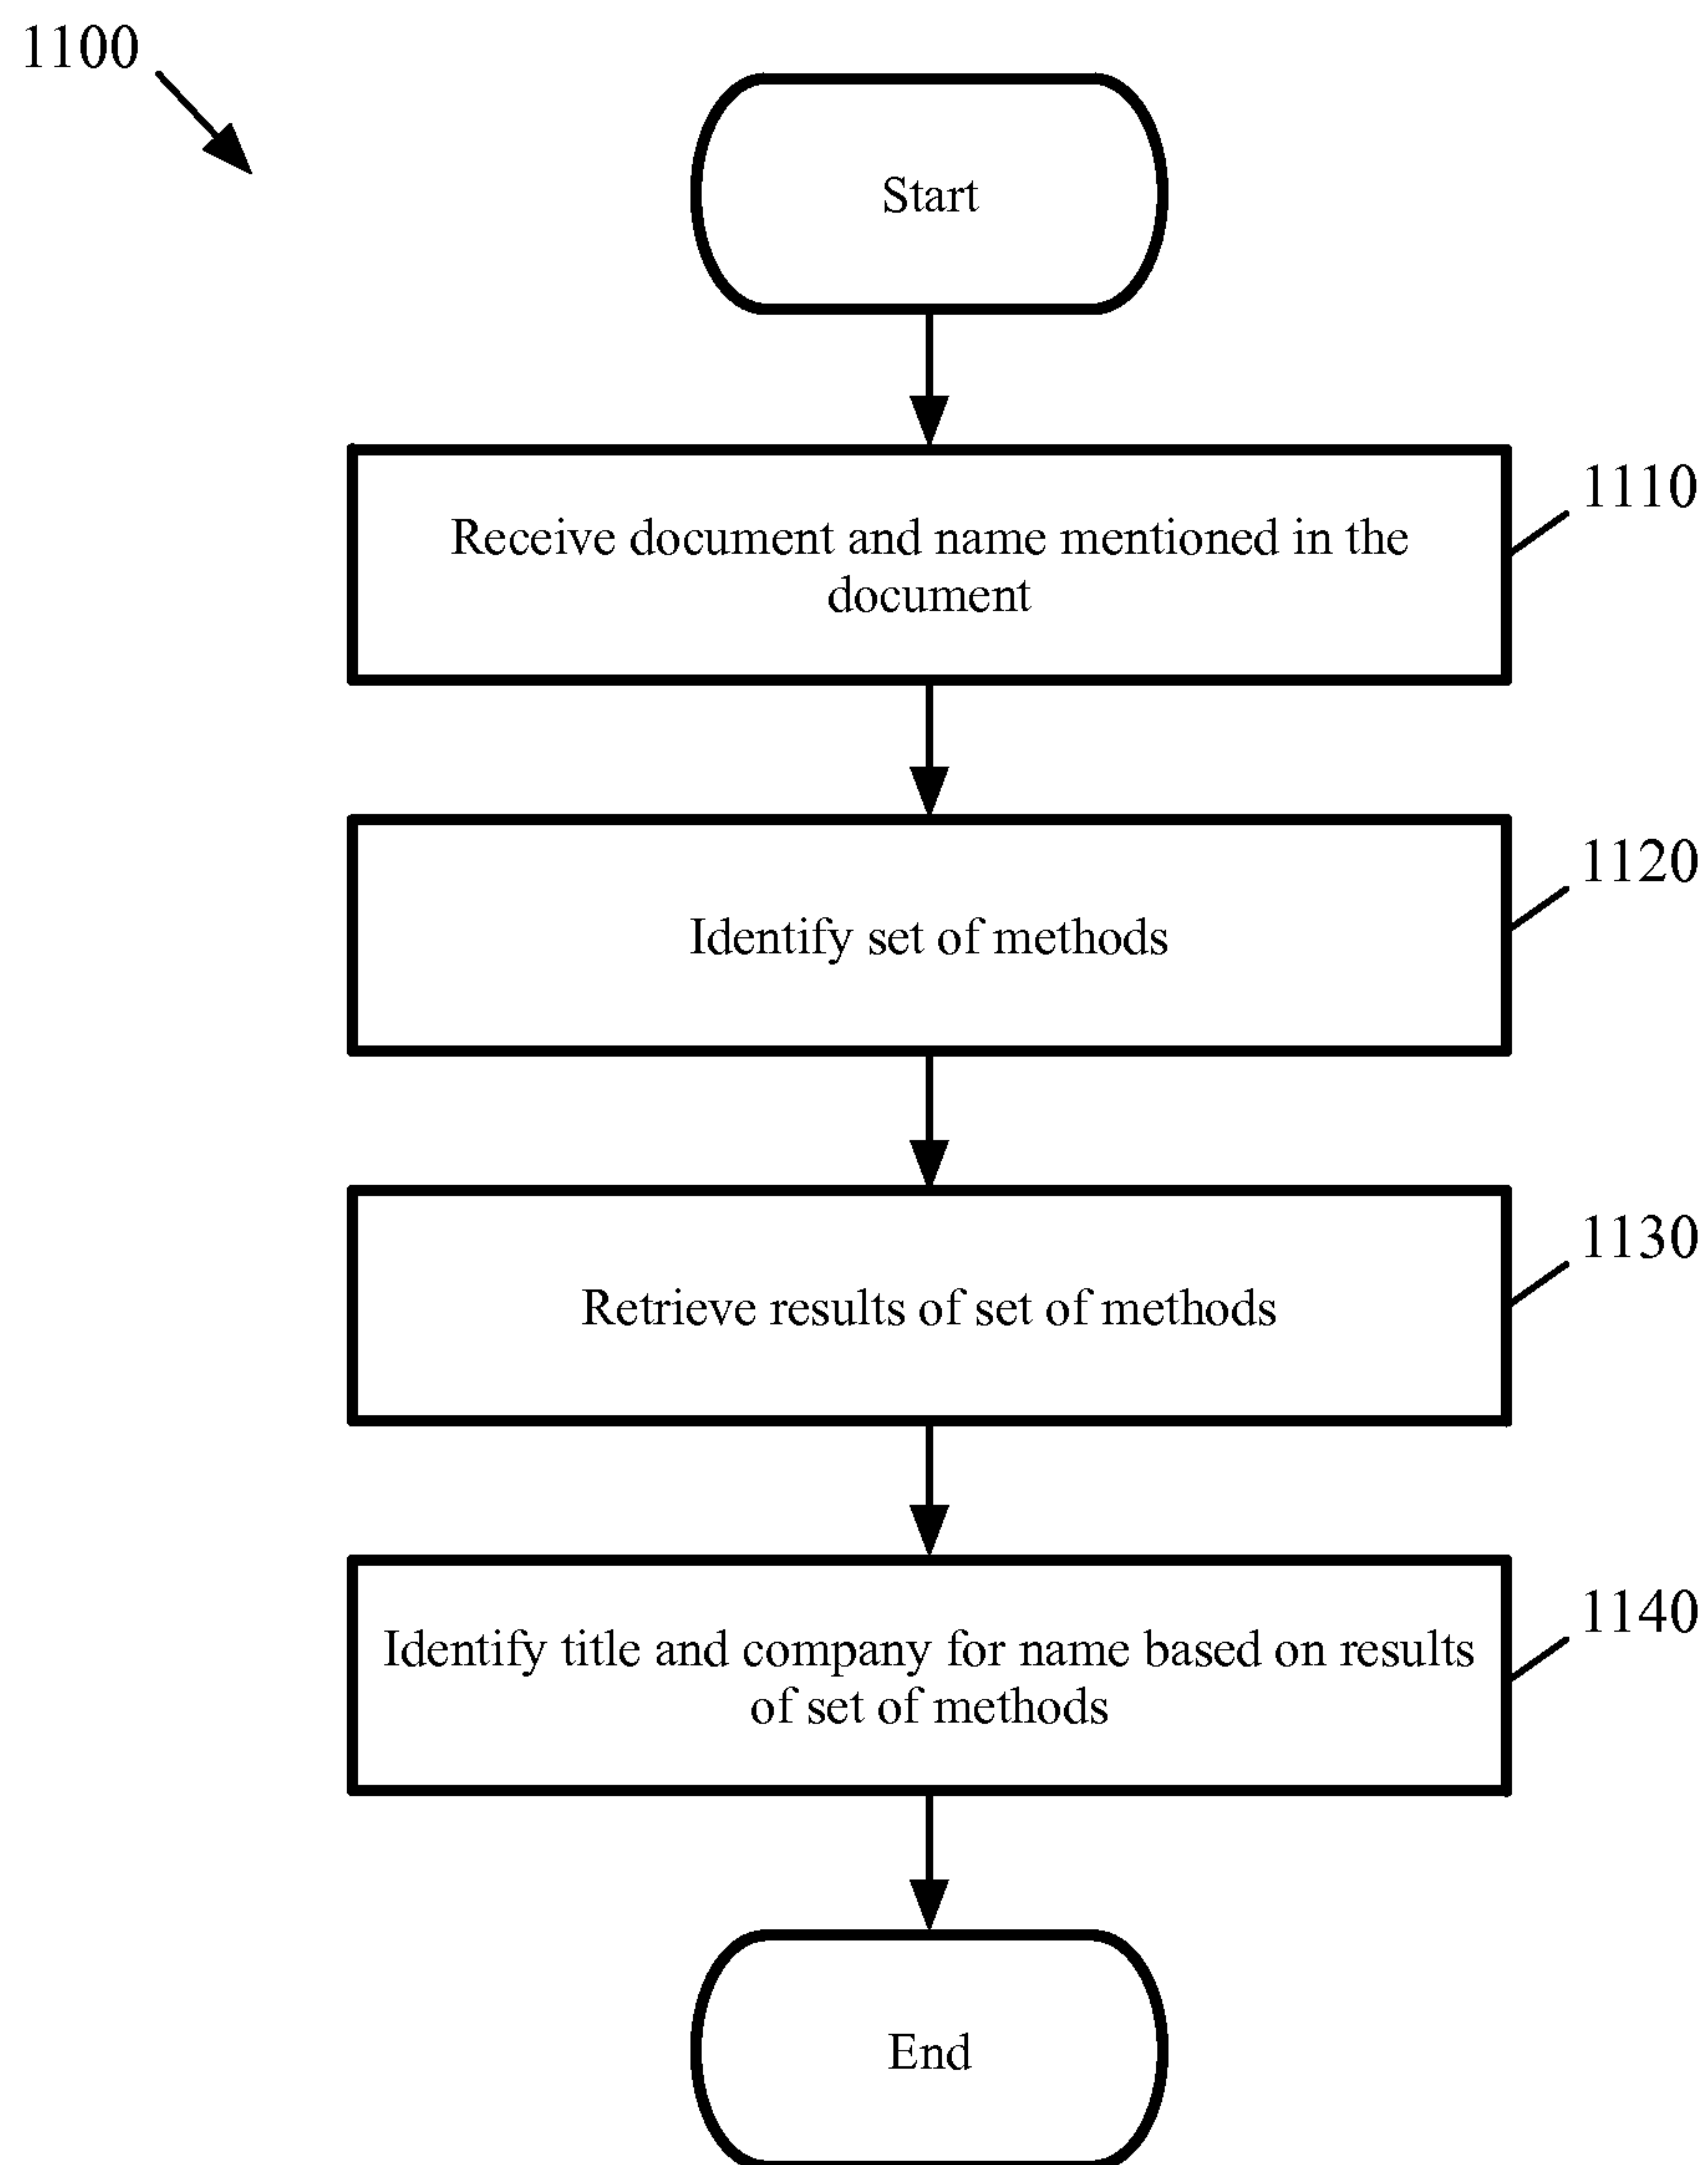 1100
Start
Receive document and name mentioned in the
document
1110
Identify set of methods
1120
Retrieve results of set of methods
1130
Identify title and company for name based on results
of set of methods
1140
End